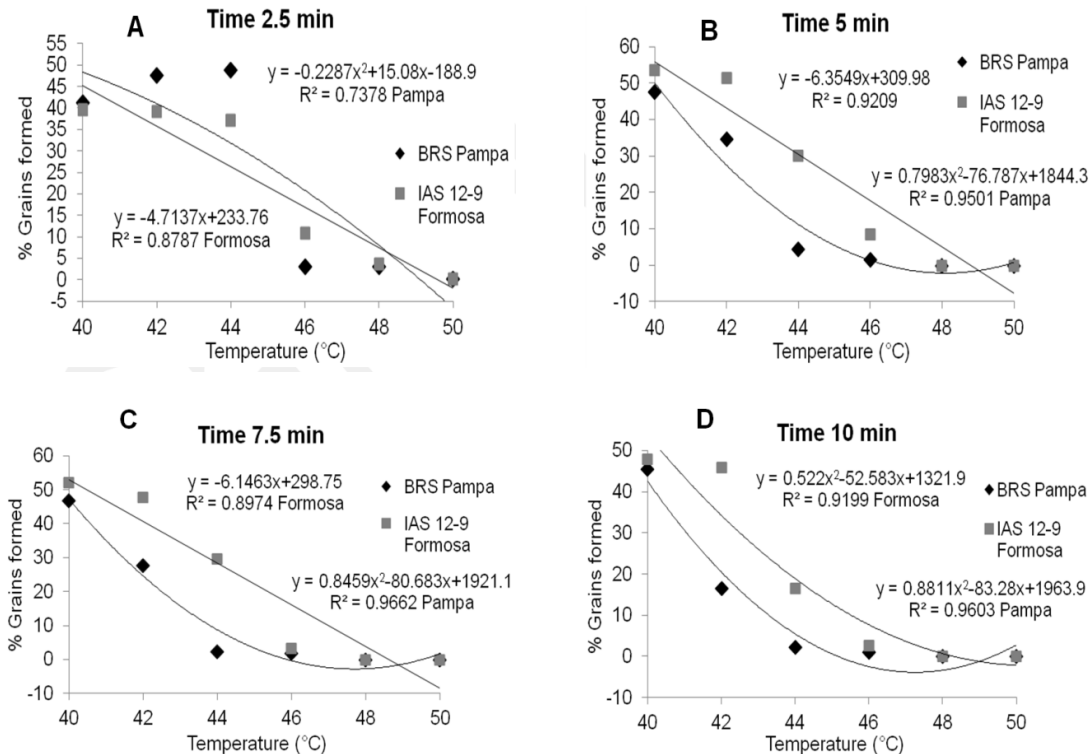 A
Time 2.5 min
% Grains formed
55
50
45
40
35
30
25
20
15
10
5
0
-5
y = -0.2287x²+15.08x-188.9
R² = 0.7378 Pampa
BRS Pampa
IAS 12-9
Formosa
y = -4.7137x+233.76
R² = 0.8787 Formosa
40 42 44 46 48 50
Temperature (°C)
B
Time 5 min
% Grains formed
60
50
40
30
20
10
0
-10
y = -6.3549x+309.98
R² = 0.9209
BRS Pampa
IAS 12-9
Formosa
y = 0.7983x²-76.787x+1844.3
R² = 0.9501 Pampa
40 42 44 46 48 50
Temperature (°C)
C
Time 7.5 min
% Grains formed
60
50
40
30
20
10
0
-10
y = -6.1463x+298.75
R² = 0.8974 Formosa
BRS Pampa
IAS 12-9
Formosa
y = 0.8459x²-80.683x+1921.1
R² = 0.9662 Pampa
40 42 44 46 48 50
Temperature (°C)
D
Time 10 min
% Grains formed
50
40
30
20
10
0
-10
y = 0.522x²-52.583x+1321.9
R² = 0.9199 Formosa
BRS Pampa
IAS 12-9
Formosa
y = 0.8811x²-83.28x+1963.9
R² = 0.9603 Pampa
40 42 44 46 48 50
Temperature (°C)